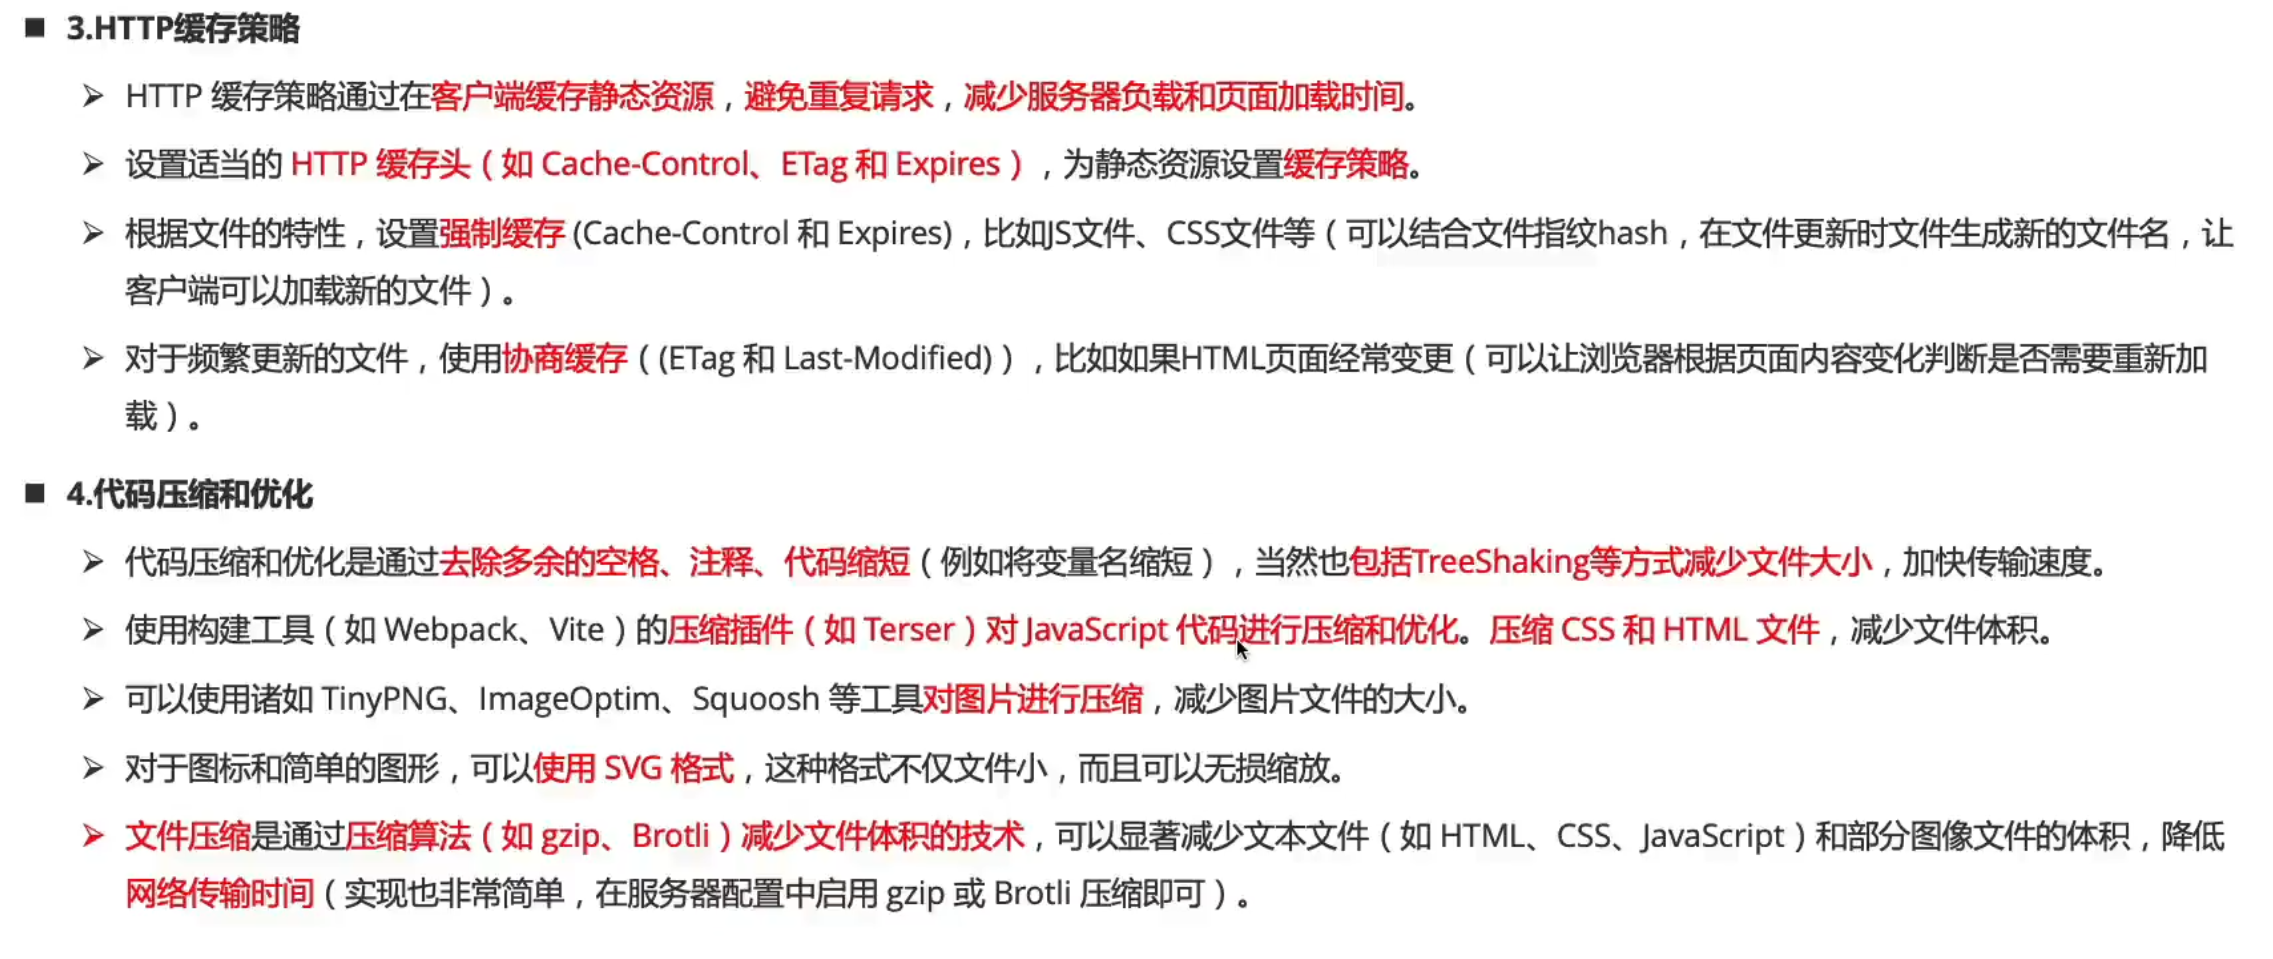 ■ 3.HTTP缓存策略
➢ HTTP 缓存策略通过在客户端缓存静态资源，避免重复请求，减少服务器负载和页面加载时间。
➢ 设置适当的 HTTP 缓存头（如 Cache-Control、ETag 和 Expires），为静态资源设置缓存策略。
➢ 根据文件的特性，设置强制缓存 (Cache-Control 和 Expires)，比如JS文件、CSS文件等（可以结合文件指纹hash，在文件更新时文件生成新的文件名，让
客户端可以加载新的文件）。
➢ 对于频繁更新的文件，使用协商缓存（(ETag 和 Last-Modified)），比如如果HTML页面经常变更（可以让浏览器根据页面内容变化判断是否需要重新加
载）。
■ 4.代码压缩和优化
➢ 代码压缩和优化是通过去除多余的空格、注释、代码缩短（例如将变量名缩短），当然也包括TreeShaking等方式减少文件大小，加快传输速度。
➢ 使用构建工具（如 Webpack、Vite）的压缩插件（如 Terser）对 JavaScript 代码进行压缩和优化。压缩 CSS 和 HTML 文件，减少文件体积。
➢ 可以使用诸如 TinyPNG、ImageOptim、Squoosh 等工具对图片进行压缩，减少图片文件的大小。
➢ 对于图标和简单的图形，可以使用 SVG 格式，这种格式不仅文件小，而且可以无损缩放。
➢ 文件压缩是通过压缩算法（如 gzip、Brotli）减少文件体积的技术，可以显著减少文本文件（如 HTML、CSS、JavaScript）和部分图像文件的体积，降低
网络传输时间（实现也非常简单，在服务器配置中启用 gzip 或 Brotli 压缩即可）。